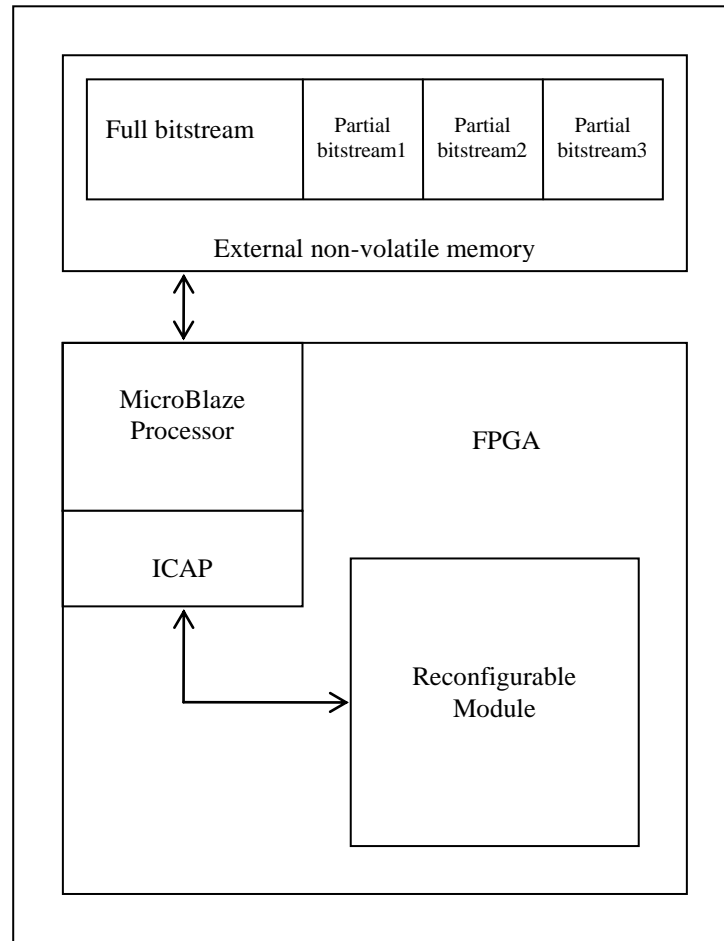 Full bitstream
Partial
bitstream1
Partial
bitstream2
Partial
bitstream3
External non-volatile memory
MicroBlaze
Processor
FPGA
ICAP
Reconfigurable
Module